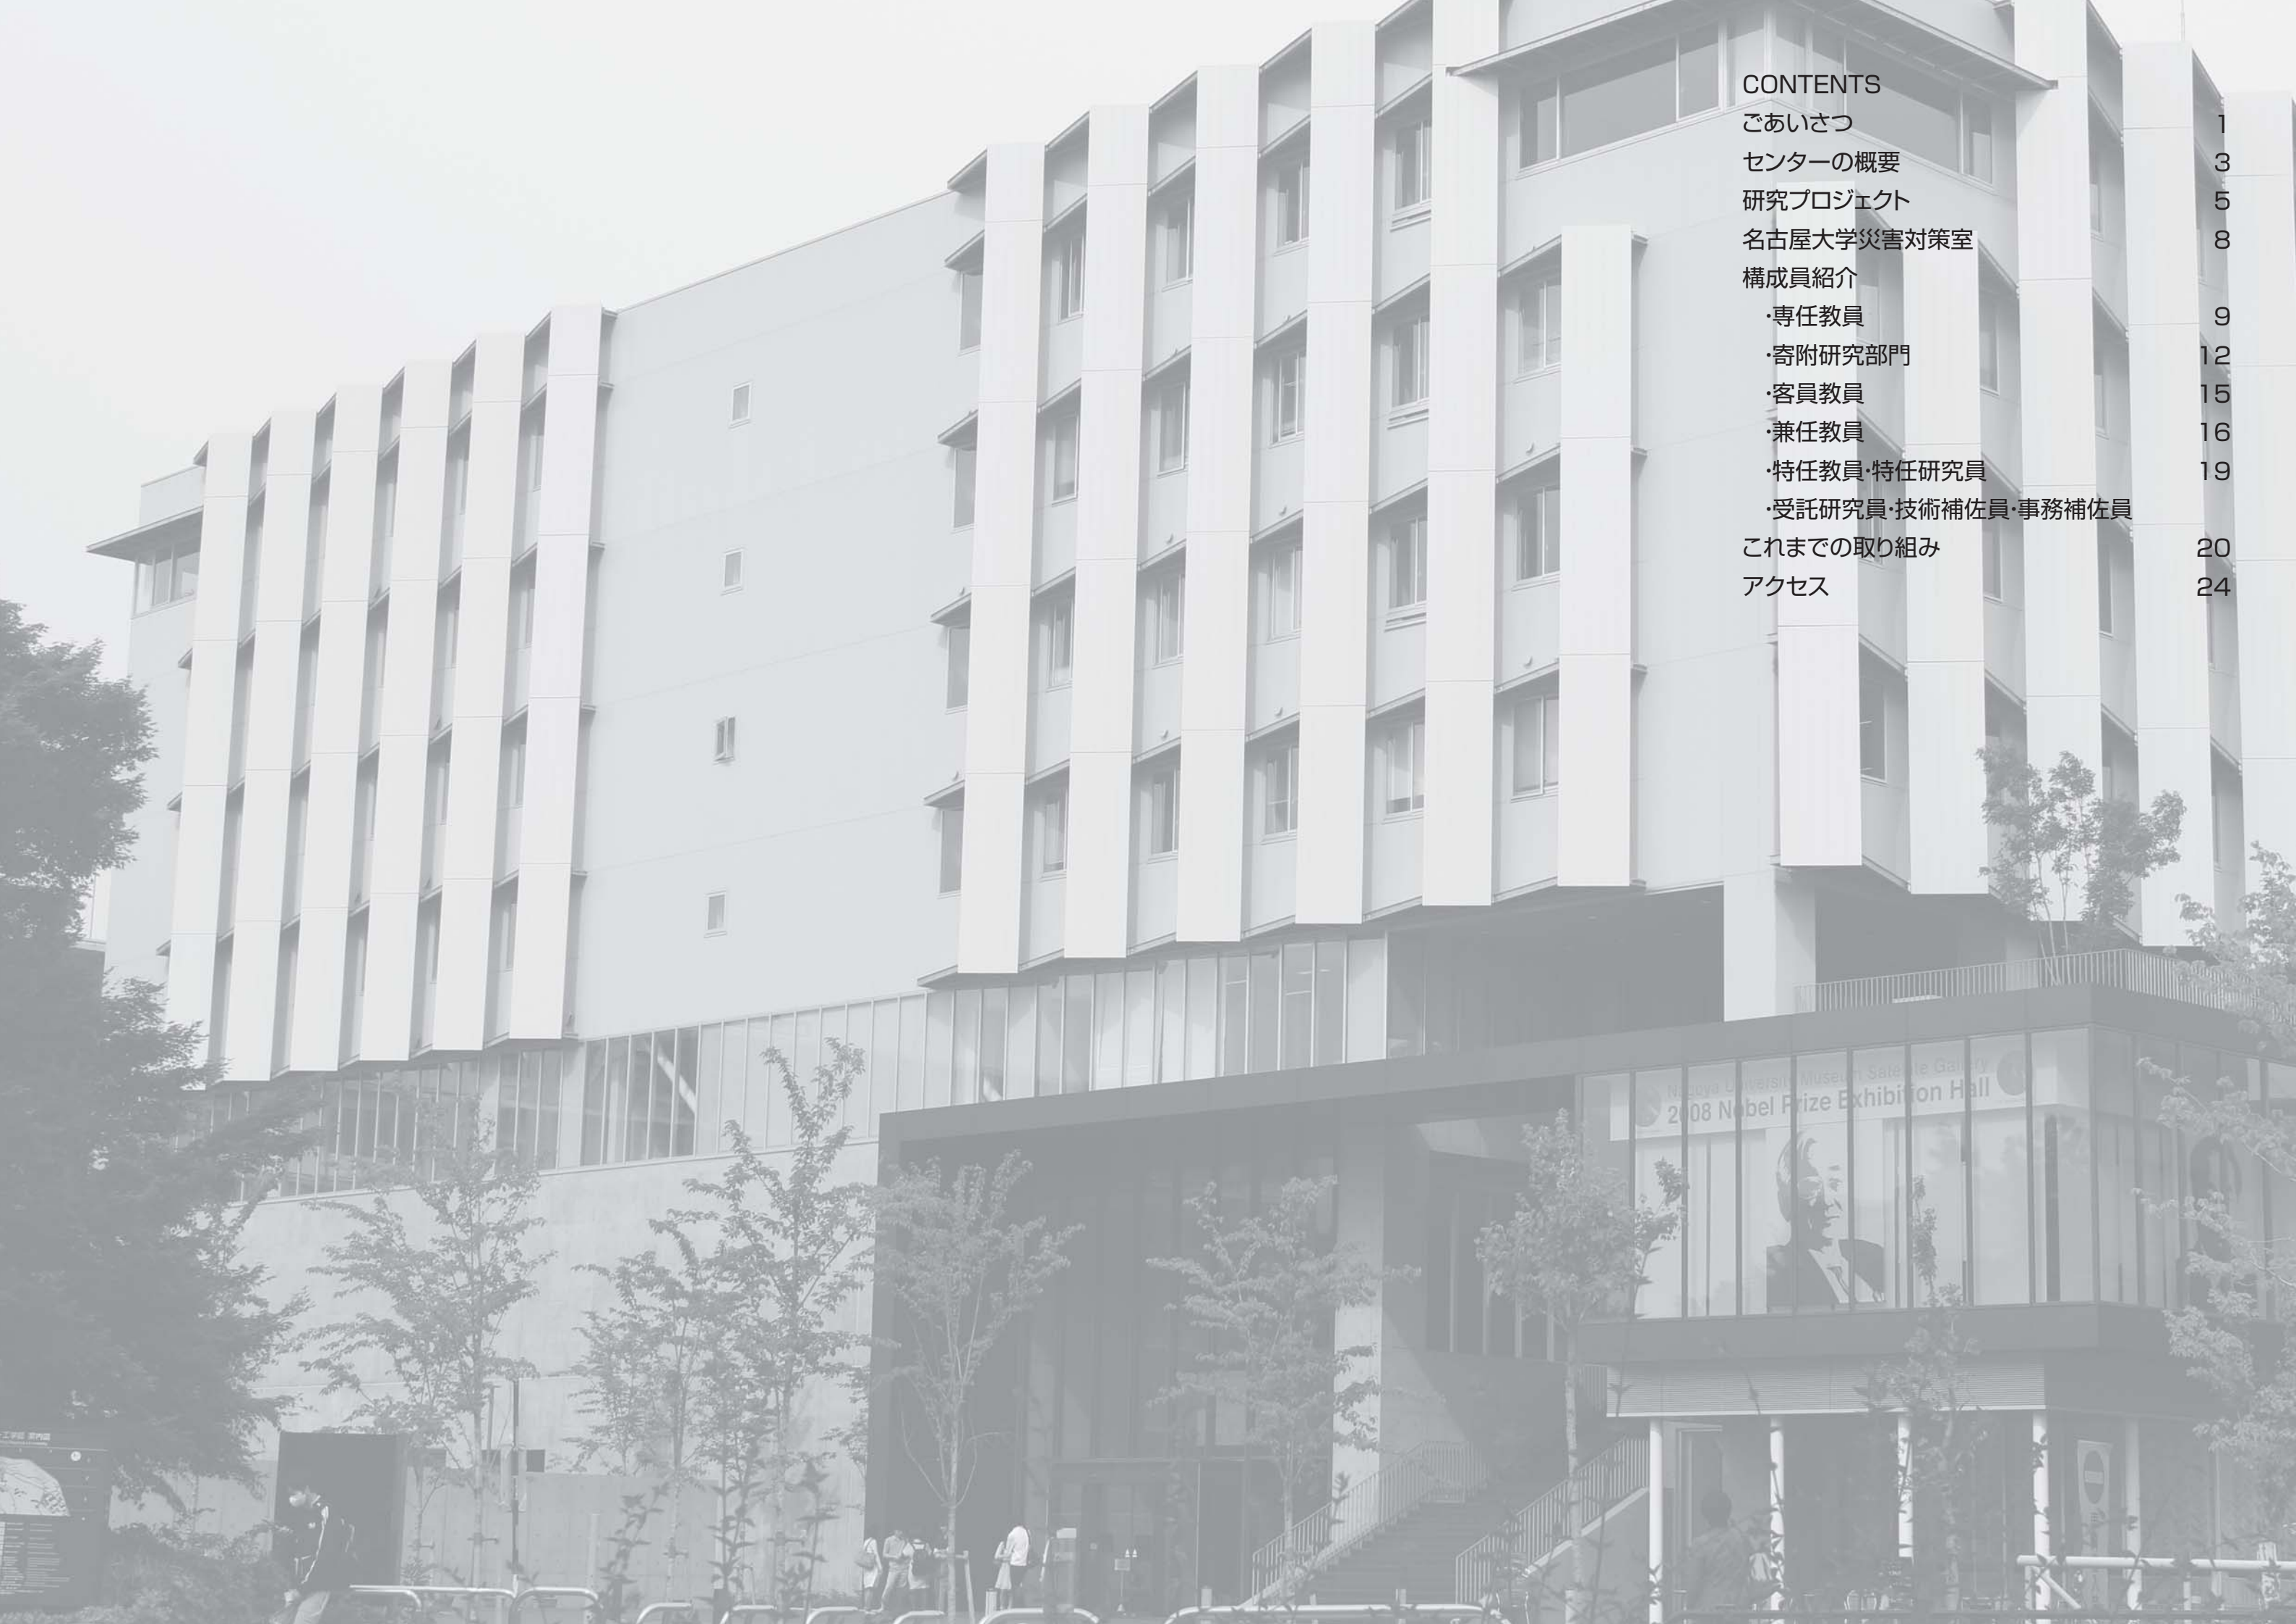 CONTENTS
ごあいさつ 1
センターの概要 3
研究プロジェクト 5
名古屋大学災害対策室 8
構成員紹介
・専任教員 9
・寄附研究部門 12
・客員教員 15
・兼任教員 16
・特任教員・特任研究員 19
・受託研究員・技術補佐員・事務補佐員
これまでの取り組み 20
アクセス 24
Nagoya University Museum Satellite Gallery
2008 Nobel Prize Exhibition Hall